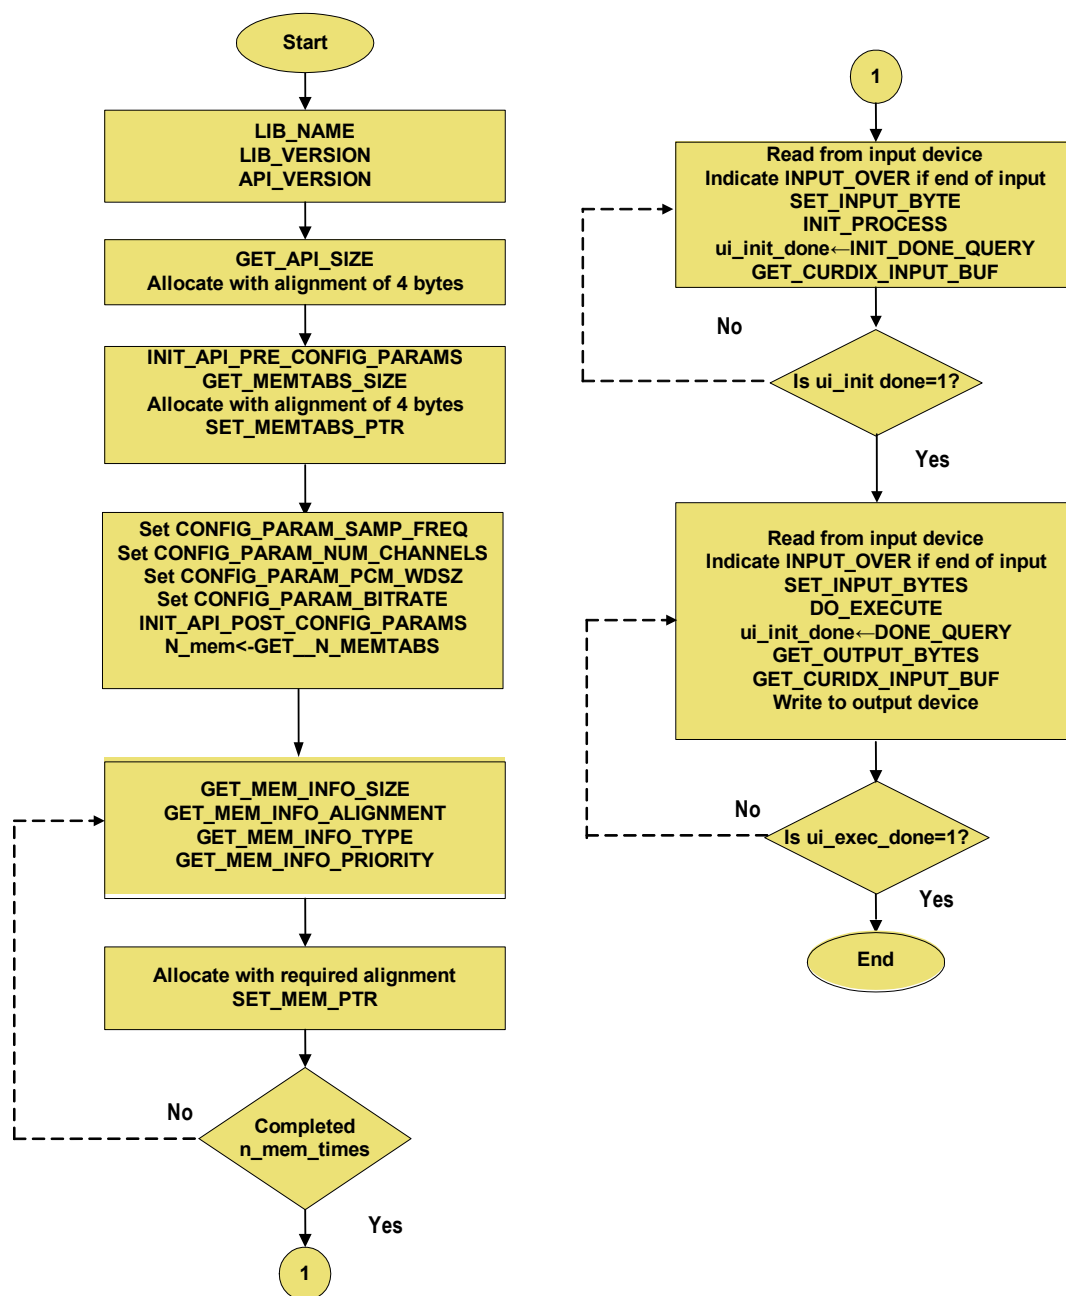 Start
LIB_NAME
LIB_VERSION
API_VERSION
GET_API_SIZE
Allocate with alignment of 4 bytes
INIT_API_PRE_CONFIG_PARAMS
GET_MEMTABS_SIZE
Allocate with alignment of 4 bytes
SET_MEMTABS_PTR
Set CONFIG_PARAM_SAMP_FREQ
Set CONFIG_PARAM_NUM_CHANNELS
Set CONFIG_PARAM_PCM_WDSZ
Set CONFIG_PARAM_BITRATE
INIT_API_POST_CONFIG_PARAMS
N_mem<-GET__N_MEMTABS
GET_MEM_INFO_SIZE
GET_MEM_INFO_ALIGNMENT
GET_MEM_INFO_TYPE
GET_MEM_INFO_PRIORITY
Allocate with required alignment
SET_MEM_PTR
No
Completed
n_mem_times
Yes
1
1
Read from input device
Indicate INPUT_OVER if end of input
SET_INPUT_BYTE
INIT_PROCESS
ui_init_done←INIT_DONE_QUERY
GET_CURDIX_INPUT_BUF
No
Is ui_init done=1?
Yes
Read from input device
Indicate INPUT_OVER if end of input
SET_INPUT_BYTES
DO_EXECUTE
ui_init_done←DONE_QUERY
GET_OUTPUT_BYTES
GET_CURIDX_INPUT_BUF
Write to output device
No
Is ui_exec_done=1?
Yes
End